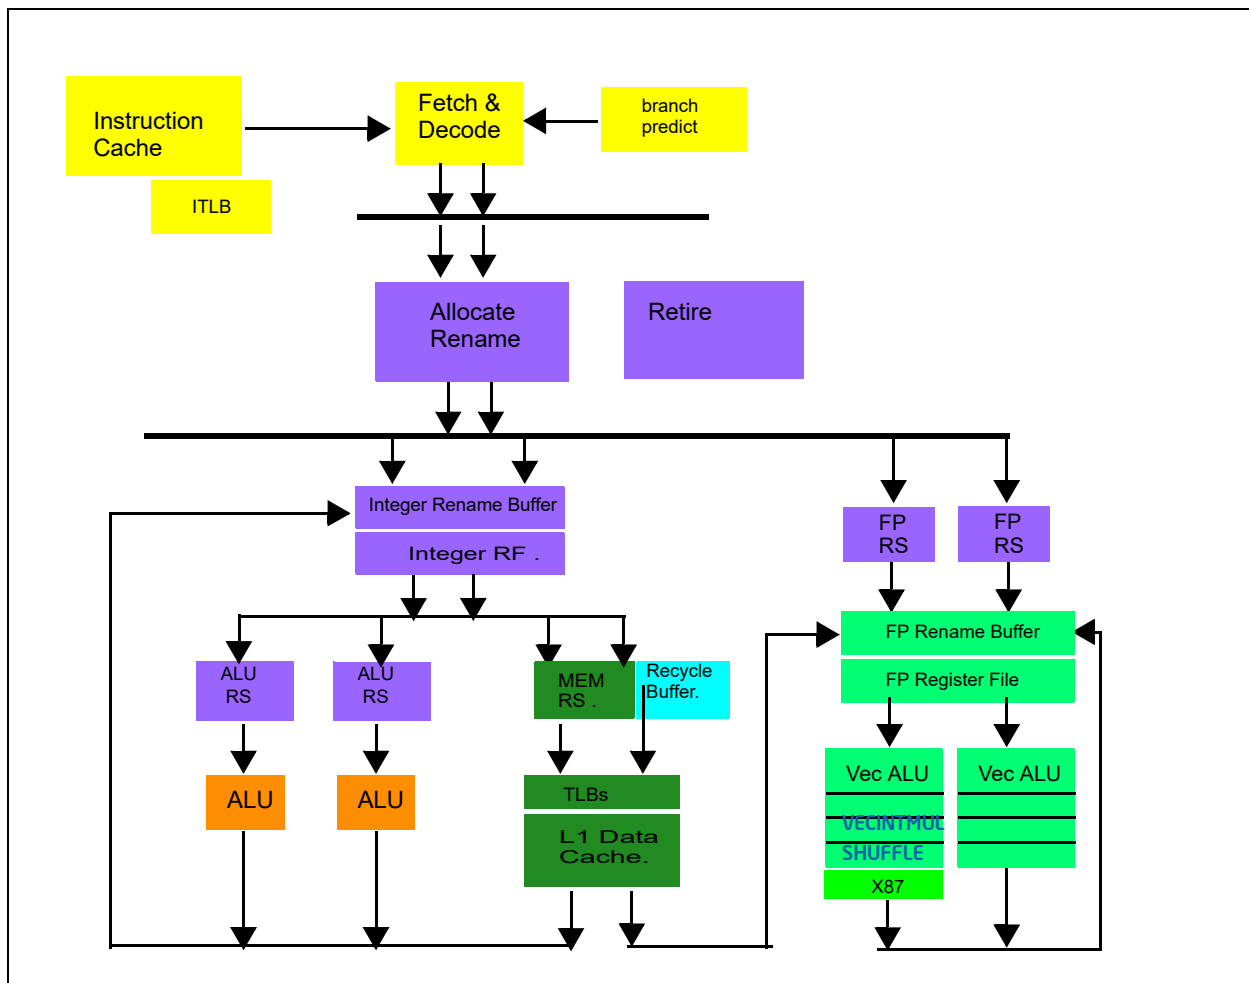 Instruction
Cache
Fetch &
Decode
branch
predict
ITLB
Allocate
Rename
Retire
Integer Rename Buffer
Integer RF .
FP
RS
FP
RS
ALU
RS
ALU
RS
MEM
RS .
Recycle
Buffer.
FP Rename Buffer
FP Register File
ALU
ALU
TLBs
L1 Data
Cache.
Vec ALU
VECINTMUL
SHUFFLE
X87
Vec ALU